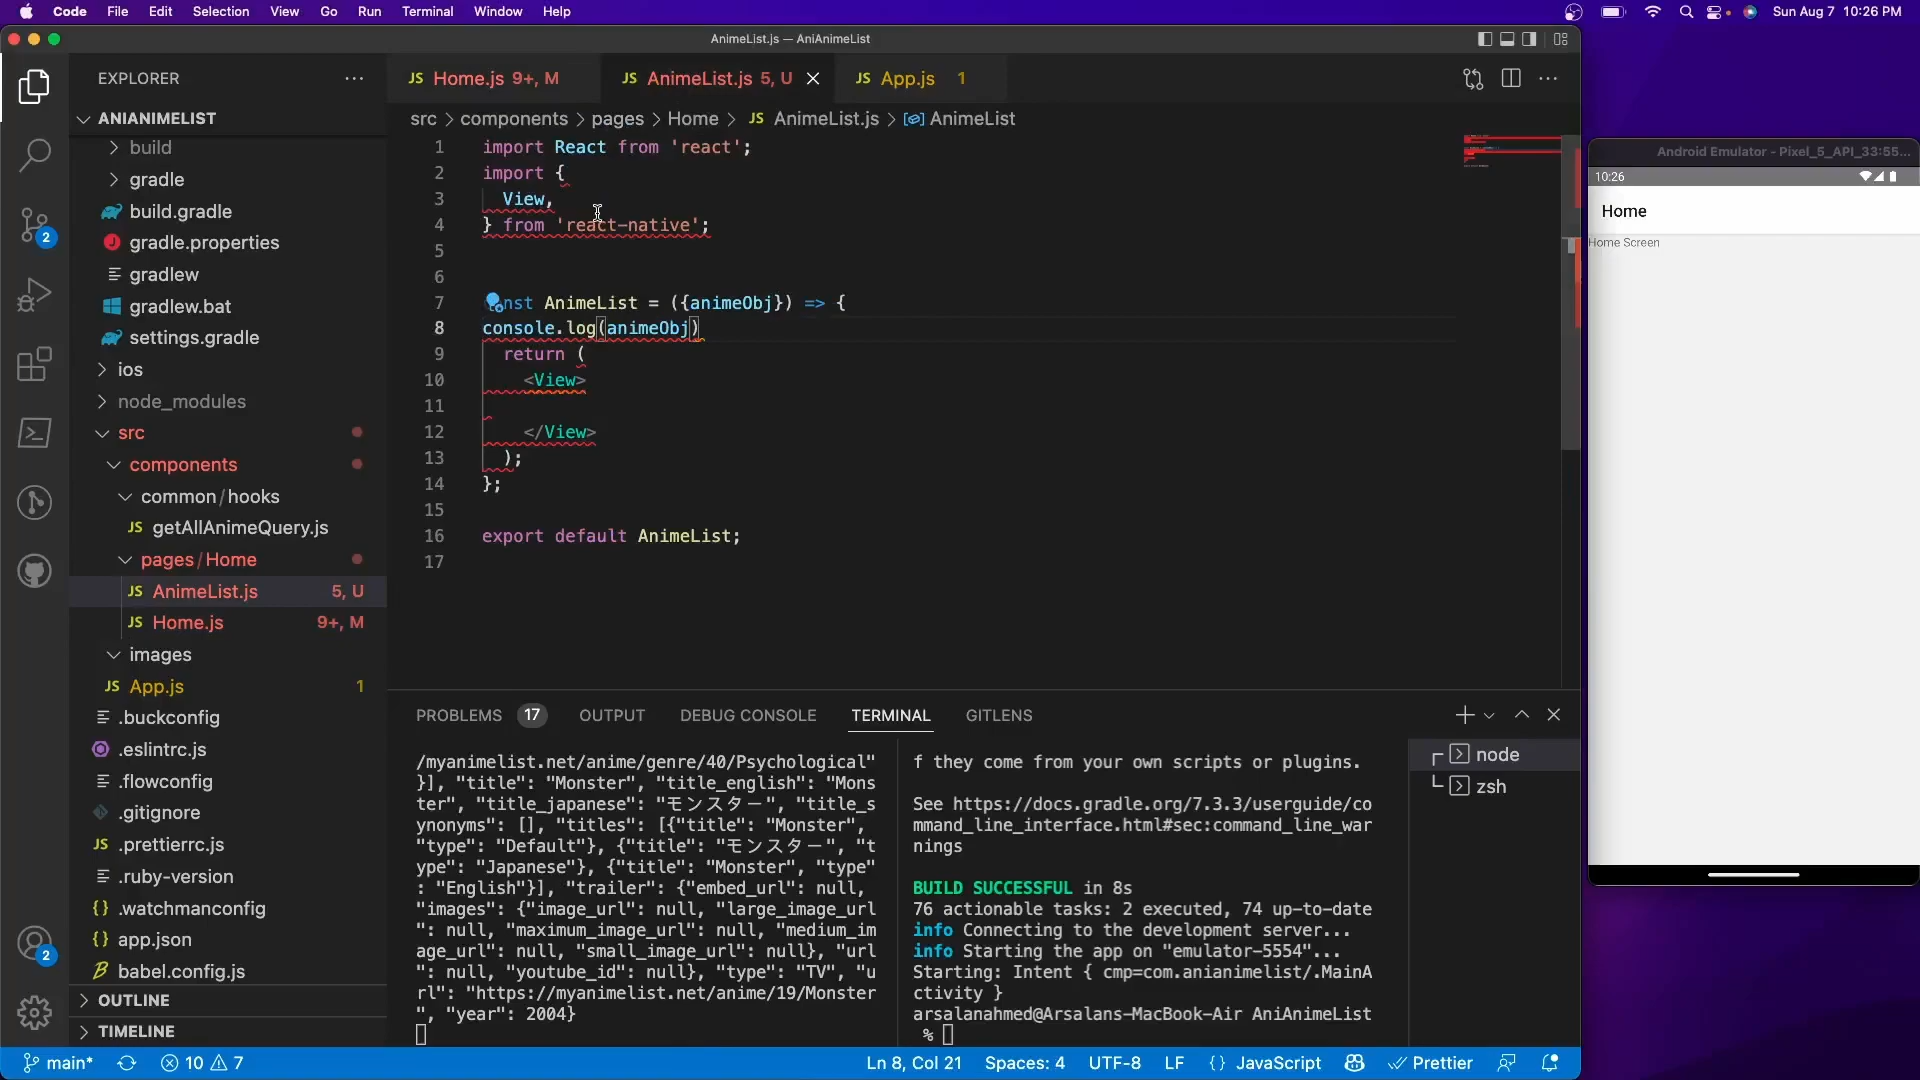 Code File Edit Selection View Go Run Terminal Window Help
Sun Aug 7 10:26 PM
AnimeList.js — AniAnimeList
EXPLORER
JS Home.js 9+, M
JS AnimeList.js 5, U
JS App.js 1
ANIANIMELIST
src > components > pages > Home > JS AnimeList.js > AnimeList
build
gradle
build.gradle
gradle.properties
gradlew
gradlew.bat
settings.gradle
ios
node_modules
src
components
common/hooks
JS getAllAnimeQuery.js
pages/Home
JS AnimeList.js 5, U
JS Home.js 9+, M
images
JS App.js 1
.buckconfig
.eslintrc.js
.flowconfig
.gitignore
JS .prettierrc.js
.ruby-version
{} .watchmanconfig
{} app.json
babel.config.js
OUTLINE
TIMELINE
2
2
1 import React from 'react';
2 import {
3 View,
4 } from 'react-native';
5
6
7 nst AnimeList = ({animeObj}) => {
8 console.log(animeObj)
9 return (
10 <View>
11
12 </View>
13 );
14 };
15
16 export default AnimeList;
17
PROBLEMS 17 OUTPUT DEBUG CONSOLE TERMINAL GITLENS
/myanimelist.net/anime/genre/40/Psychological"
}], "title": "Monster", "title_english": "Mons
ter", "title_japanese": "モンスター", "title_s
ynonyms": [], "titles": [{"title": "Monster",
"type": "Default"}, {"title": "モンスター", "t
ype": "Japanese"}, {"title": "Monster", "type"
: "English"}], "trailer": {"embed_url": null,
"images": {"image_url": null, "large_image_url
": null, "maximum_image_url": null, "medium_im
age_url": null, "small_image_url": null}, "url
": null, "youtube_id": null}, "type": "TV", "u
rl": "https://myanimelist.net/anime/19/Monster
", "year": 2004}
f they come from your own scripts or plugins.
See https://docs.gradle.org/7.3.3/userguide/co
mmand_line_interface.html#sec:command_line_war
nings
BUILD SUCCESSFUL in 8s
76 actionable tasks: 2 executed, 74 up-to-date
info Connecting to the development server...
info Starting the app on "emulator-5554"...
Starting: Intent { cmp=com.anianimelist/.MainA
ctivity }
arsalanahmed@Arsalans-MacBook-Air AniAnimeList
%
node
zsh
main* 10 7
Ln 8, Col 21 Spaces: 4 UTF-8 LF {} JavaScript Prettier
Android Emulator - Pixel_5_API_33:55...
10:26
Home
Home Screen